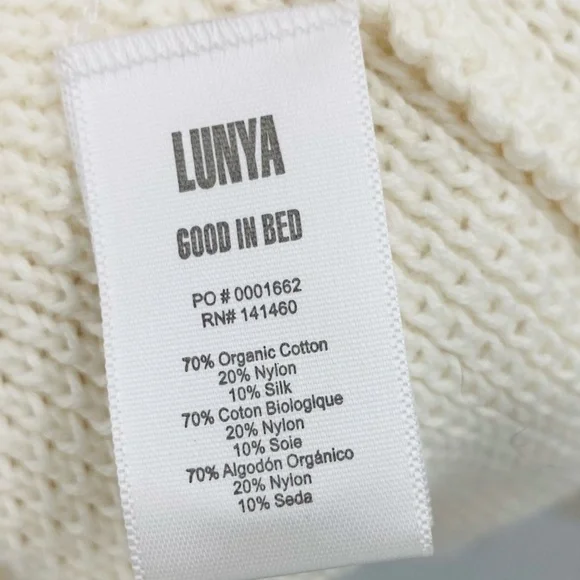 LUNYA
GOOD IN BED
PO # 0001662
RN# 141460
70% Organic Cotton
20% Nylon
10% Silk
70% Coton Biologique
20% Nylon
10% Soie
70% Algodón Orgánico
20% Nylon
10% Seda